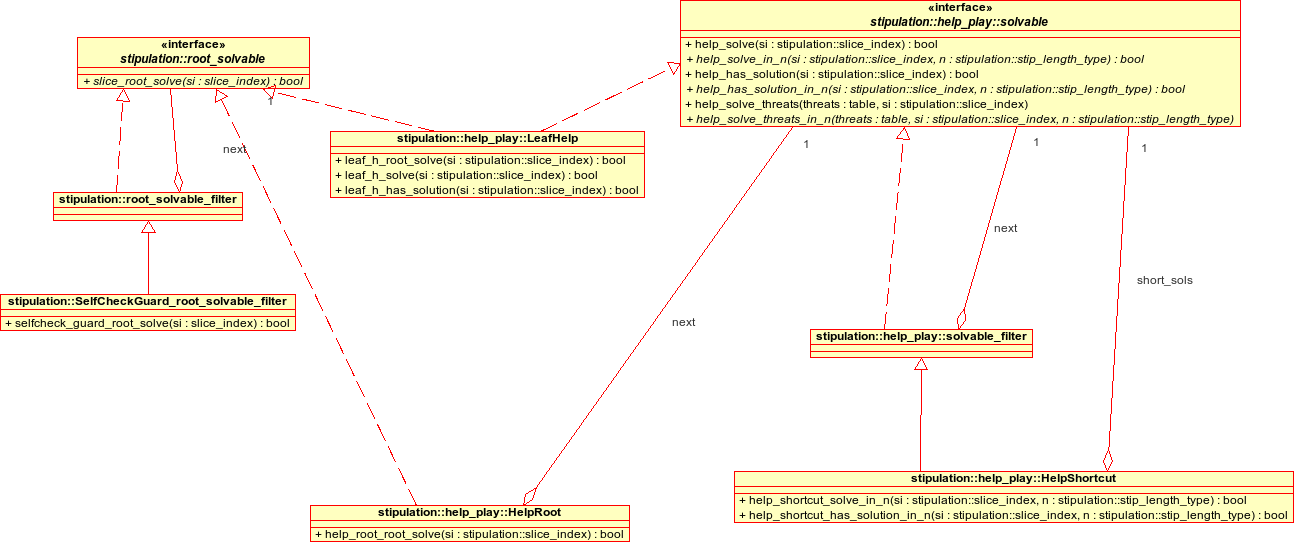 «interface»
stipulation::help_play::solvable
+ help_solve(si : stipulation::slice_index) : bool
+ help_solve_in_n(si : stipulation::slice_index, n : stipulation::stip_length_type) : bool
+ help_has_solution(si : stipulation::slice_index) : bool
+ help_has_solution_in_n(si : stipulation::slice_index, n : stipulation::stip_length_type) : bool
+ help_solve_threats(threats : table, si : stipulation::slice_index)
+ help_solve_threats_in_n(threats : table, si : stipulation::slice_index, n : stipulation::stip_length_type)
«interface»
stipulation::root_solvable
+ slice_root_solve(si : slice_index) : bool
1
stipulation::help_play::LeafHelp
+ leaf_h_root_solve(si : stipulation::slice_index) : bool
+ leaf_h_solve(si : stipulation::slice_index) : bool
+ leaf_h_has_solution(si : stipulation::slice_index) : bool
next
1
1
1
stipulation::root_solvable_filter
next
short_sols
stipulation::SelfCheckGuard_root_solvable_filter
+ selfcheck_guard_root_solve(si : slice_index) : bool
next
stipulation::help_play::solvable_filter
stipulation::help_play::HelpShortcut
+ help_shortcut_solve_in_n(si : stipulation::slice_index, n : stipulation::stip_length_type) : bool
+ help_shortcut_has_solution_in_n(si : stipulation::slice_index, n : stipulation::stip_length_type) : bool
stipulation::help_play::HelpRoot
+ help_root_root_solve(si : stipulation::slice_index) : bool